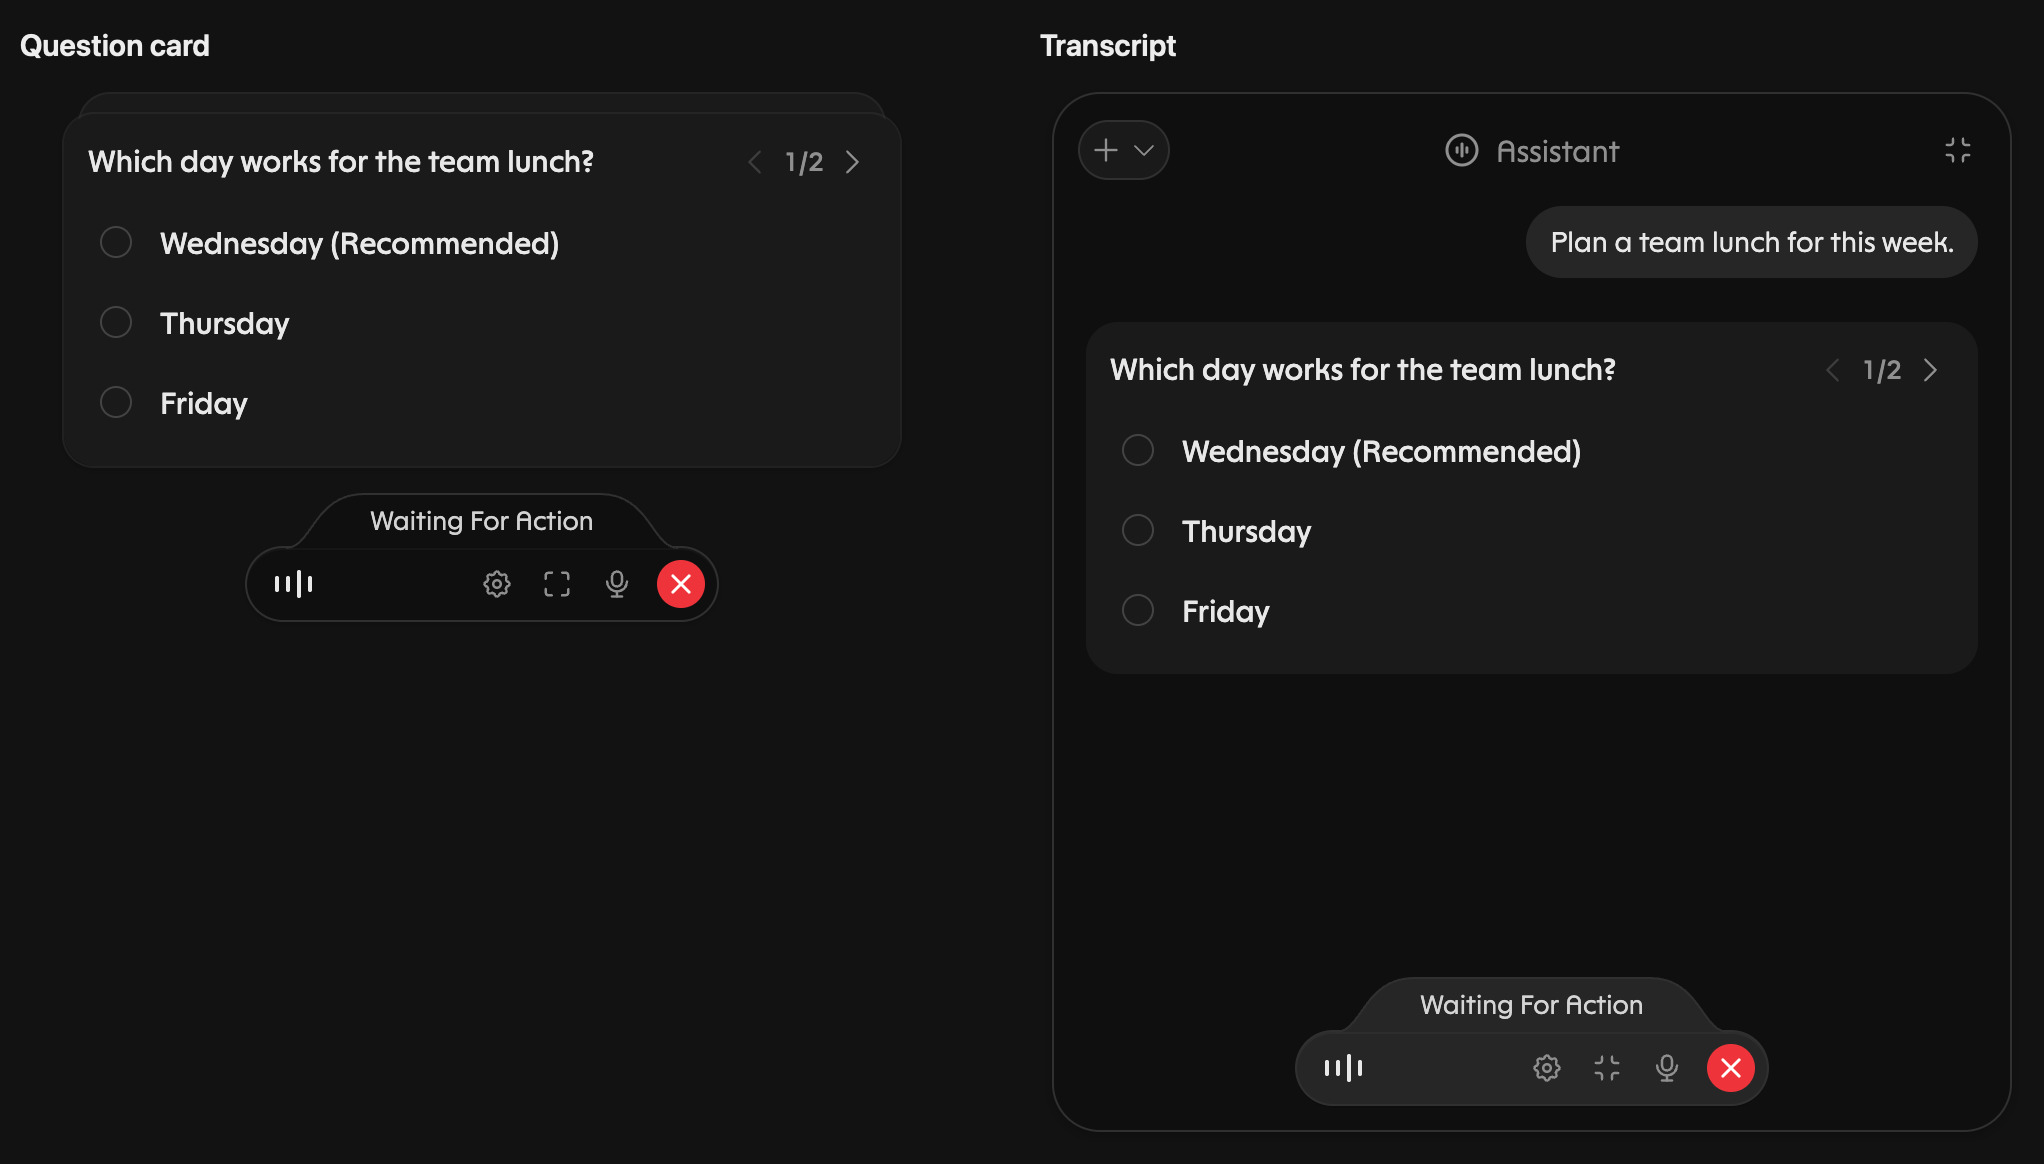 Question card
Which day works for the team lunch?
1/2
Wednesday (Recommended)
Thursday
Friday
Waiting For Action
Transcript
Assistant
Plan a team lunch for this week.
Which day works for the team lunch?
1/2
Wednesday (Recommended)
Thursday
Friday
Waiting For Action